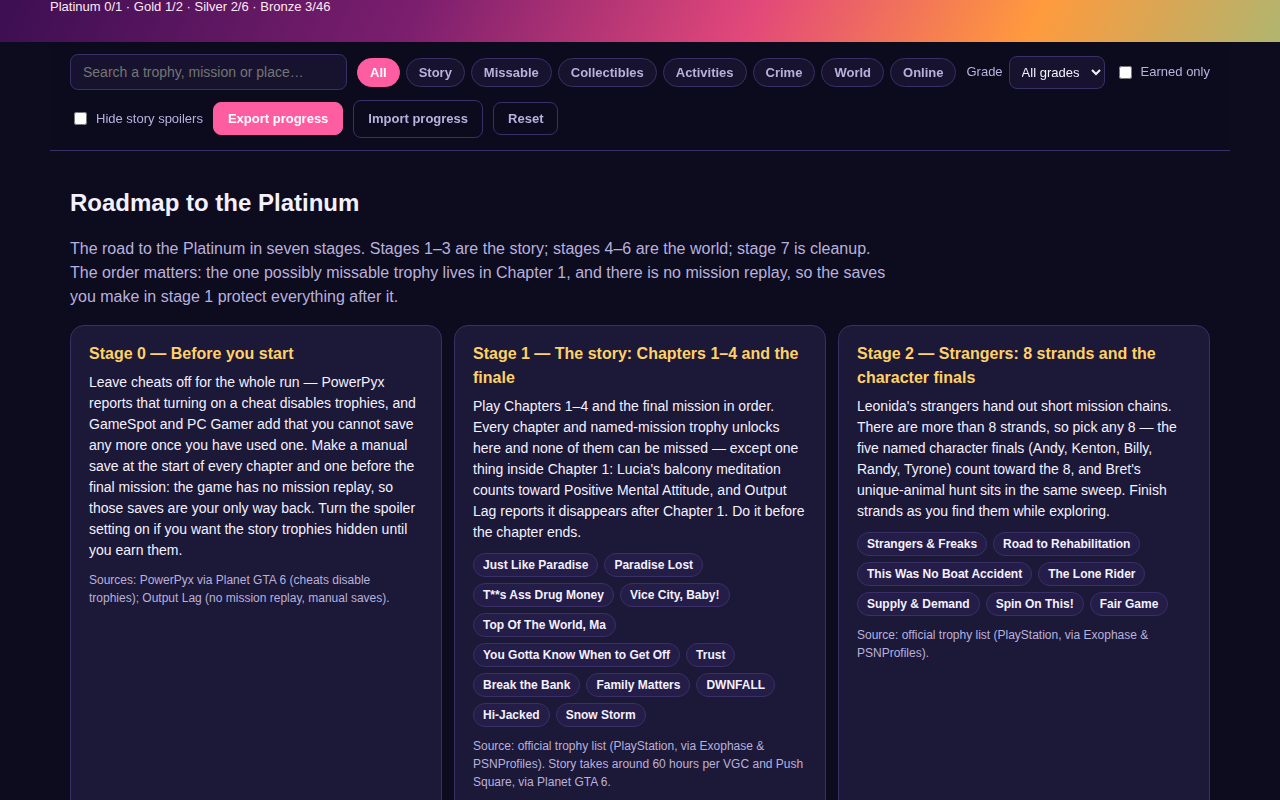 Platinum 0/1 · Gold 1/2 · Silver 2/6 · Bronze 3/46
Search a trophy, mission or place…
All
Story
Missable
Collectibles
Activities
Crime
World
Online
Grade
All grades
Earned only
Hide story spoilers
Export progress
Import progress
Reset
Roadmap to the Platinum
The road to the Platinum in seven stages. Stages 1–3 are the story; stages 4–6 are the world; stage 7 is cleanup.
The order matters: the one possibly missable trophy lives in Chapter 1, and there is no mission replay, so the saves
you make in stage 1 protect everything after it.
Stage 0 — Before you start
Leave cheats off for the whole run — PowerPyx
reports that turning on a cheat disables trophies, and
GameSpot and PC Gamer add that you cannot save
any more once you have used one. Make a manual
save at the start of every chapter and one before the
final mission: the game has no mission replay, so
those saves are your only way back. Turn the spoiler
setting on if you want the story trophies hidden until
you earn them.
Sources: PowerPyx via Planet GTA 6 (cheats disable
trophies); Output Lag (no mission replay, manual saves).
Stage 1 — The story: Chapters 1–4 and the
finale
Play Chapters 1–4 and the final mission in order.
Every chapter and named-mission trophy unlocks
here and none of them can be missed — except one
thing inside Chapter 1: Lucia's balcony meditation
counts toward Positive Mental Attitude, and Output
Lag reports it disappears after Chapter 1. Do it before
the chapter ends.
Just Like Paradise
Paradise Lost
T**s Ass Drug Money
Vice City, Baby!
Top Of The World, Ma
You Gotta Know When to Get Off
Trust
Break the Bank
Family Matters
DWNFALL
Hi-Jacked
Snow Storm
Source: official trophy list (PlayStation, via Exophase &
PSNProfiles). Story takes around 60 hours per VGC and Push
Square, via Planet GTA 6.
Stage 2 — Strangers: 8 strands and the
character finals
Leonida's strangers hand out short mission chains.
There are more than 8 strands, so pick any 8 — the
five named character finals (Andy, Kenton, Billy,
Randy, Tyrone) count toward the 8, and Bret's
unique-animal hunt sits in the same sweep. Finish
strands as you find them while exploring.
Strangers & Freaks
Road to Rehabilitation
This Was No Boat Accident
The Lone Rider
Supply & Demand
Spin On This!
Fair Game
Source: official trophy list (PlayStation, via Exophase &
PSNProfiles).